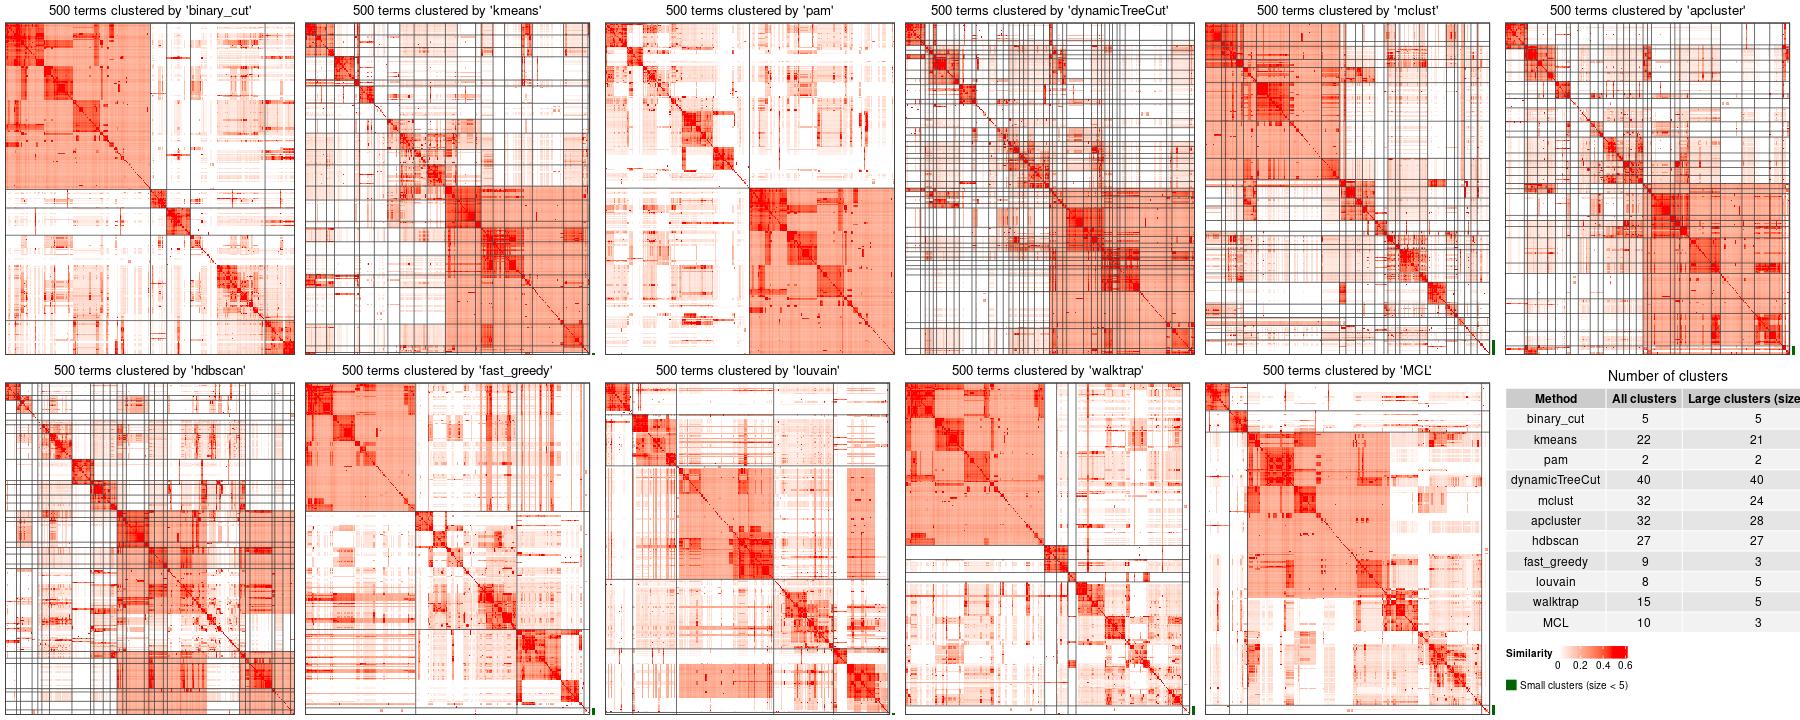 500 terms clustered by 'binary_cut'
500 terms clustered by 'kmeans'
500 terms clustered by 'pam'
500 terms clustered by 'dynamicTreeCut'
500 terms clustered by 'mclust'
500 terms clustered by 'apcluster'
500 terms clustered by 'hdbscan'
500 terms clustered by 'fast_greedy'
500 terms clustered by 'louvain'
500 terms clustered by 'walktrap'
500 terms clustered by 'MCL'
Number of clusters
Method All clusters Large clusters (size
binary_cut 5 5
kmeans 22 21
pam 2 2
dynamicTreeCut 40 40
mclust 32 24
apcluster 32 28
hdbscan 27 27
fast_greedy 9 3
louvain 8 5
walktrap 15 5
MCL 10 3
Similarity
0 0.2 0.4 0.6
Small clusters (size < 5)